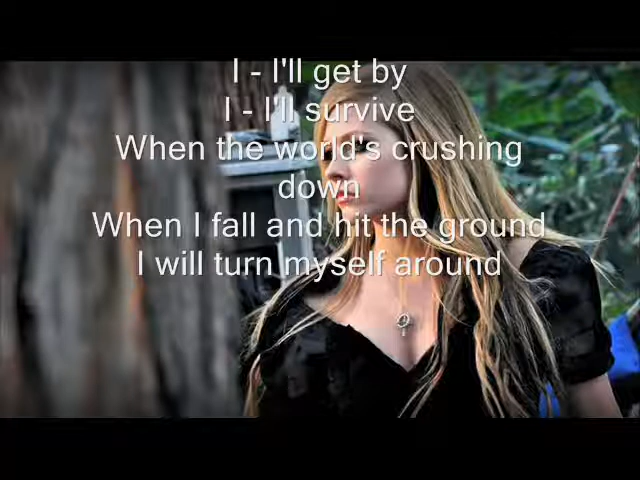 I - I'll get by
I - I'll survive
When the world's crushing
down
When I fall and hit the ground
I will turn myself around